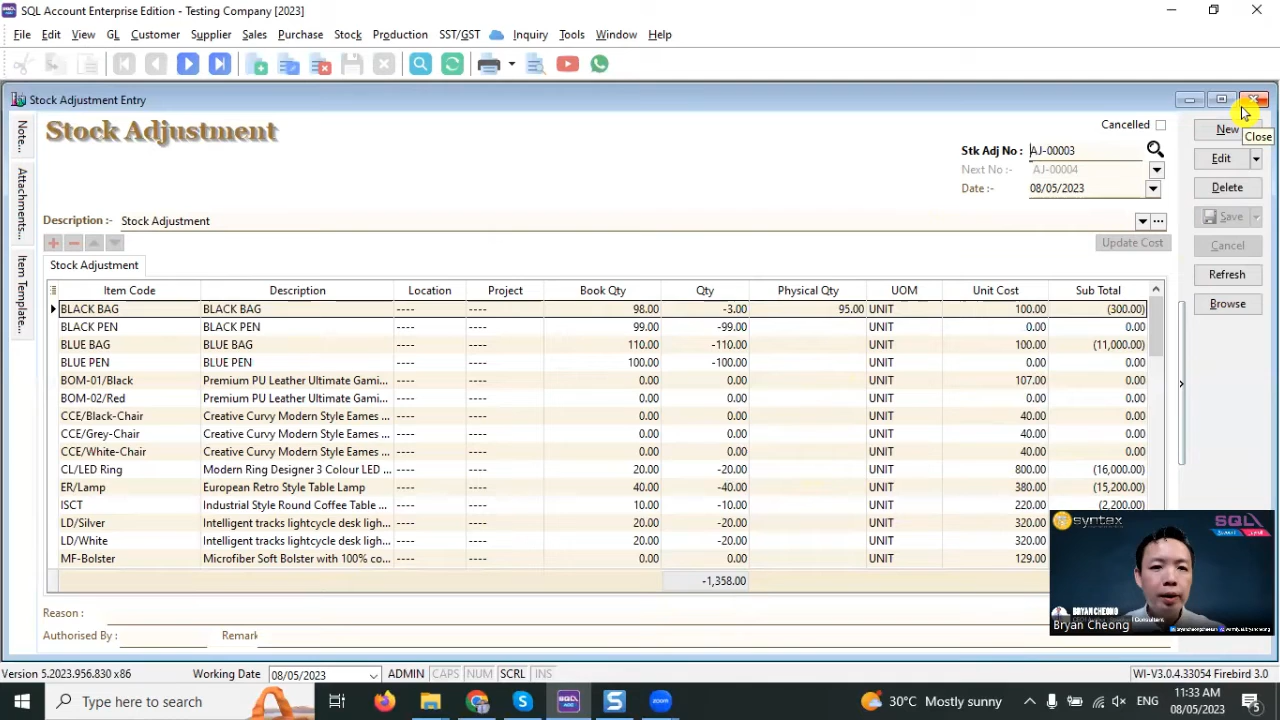 SQL Account Enterprise Edition - Testing Company [2023]
File Edit View GL Customer Supplier Sales Purchase Stock Production SST/GST Inquiry Tools Window Help
Stock Adjustment Entry
Note...
Attachments...
Item Template...
Stock Adjustment
Cancelled
Stk Adj No : AJ-00003
Next No :- AJ-00004
Date :- 08/05/2023
Description :- Stock Adjustment
Update Cost
New
Close
Edit
Delete
Save
Cancel
Refresh
Browse
Stock Adjustment
Item Code Description Location Project Book Qty Qty Physical Qty UOM Unit Cost Sub Total
BLACK BAG BLACK BAG ---- ---- 98.00 -3.00 95.00 UNIT 100.00 (300.00)
BLACK PEN BLACK PEN ---- ---- 99.00 -99.00 UNIT 0.00 0.00
BLUE BAG BLUE BAG ---- ---- 110.00 -110.00 UNIT 100.00 (11,000.00)
BLUE PEN BLUE PEN ---- ---- 100.00 -100.00 UNIT 0.00 0.00
BOM-01/Black Premium PU Leather Ultimate Gami... ---- ---- 0.00 0.00 UNIT 107.00 0.00
BOM-02/Red Premium PU Leather Ultimate Gami... ---- ---- 0.00 0.00 UNIT 0.00 0.00
CCE/Black-Chair Creative Curvy Modern Style Eames ... ---- ---- 0.00 0.00 UNIT 40.00 0.00
CCE/Grey-Chair Creative Curvy Modern Style Eames ... ---- ---- 0.00 0.00 UNIT 40.00 0.00
CCE/White-Chair Creative Curvy Modern Style Eames ... ---- ---- 0.00 0.00 UNIT 40.00 0.00
CL/LED Ring Modern Ring Designer 3 Colour LED ... ---- ---- 20.00 -20.00 UNIT 800.00 (16,000.00)
ER/Lamp European Retro Style Table Lamp ---- ---- 40.00 -40.00 UNIT 380.00 (15,200.00)
ISCT Industrial Style Round Coffee Table ... ---- ---- 10.00 -10.00 UNIT 220.00 (2,200.00)
LD/Silver Intelligent tracks lightcycle desk ligh... ---- ---- 20.00 -20.00 UNIT 320.00
LD/White Intelligent tracks lightcycle desk ligh... ---- ---- 20.00 -20.00 UNIT 320.00
MF-Bolster Microfiber Soft Bolster with 100% co... ---- ---- 0.00 0.00 UNIT 129.00
-1,358.00
Reason :
Authorised By : Remark
syntax SQL
BRYAN CHEONG
Bryan Cheong
Version 5.2023.956.830 x86 Working Date 08/05/2023 ADMIN CAPS NUM SCRL INS WI-V3.0.4.33054 Firebird 3.0
Type here to search
SQL
ACC
S
zoom
30°C Mostly sunny
ENG
11:33 AM
08/05/2023
5